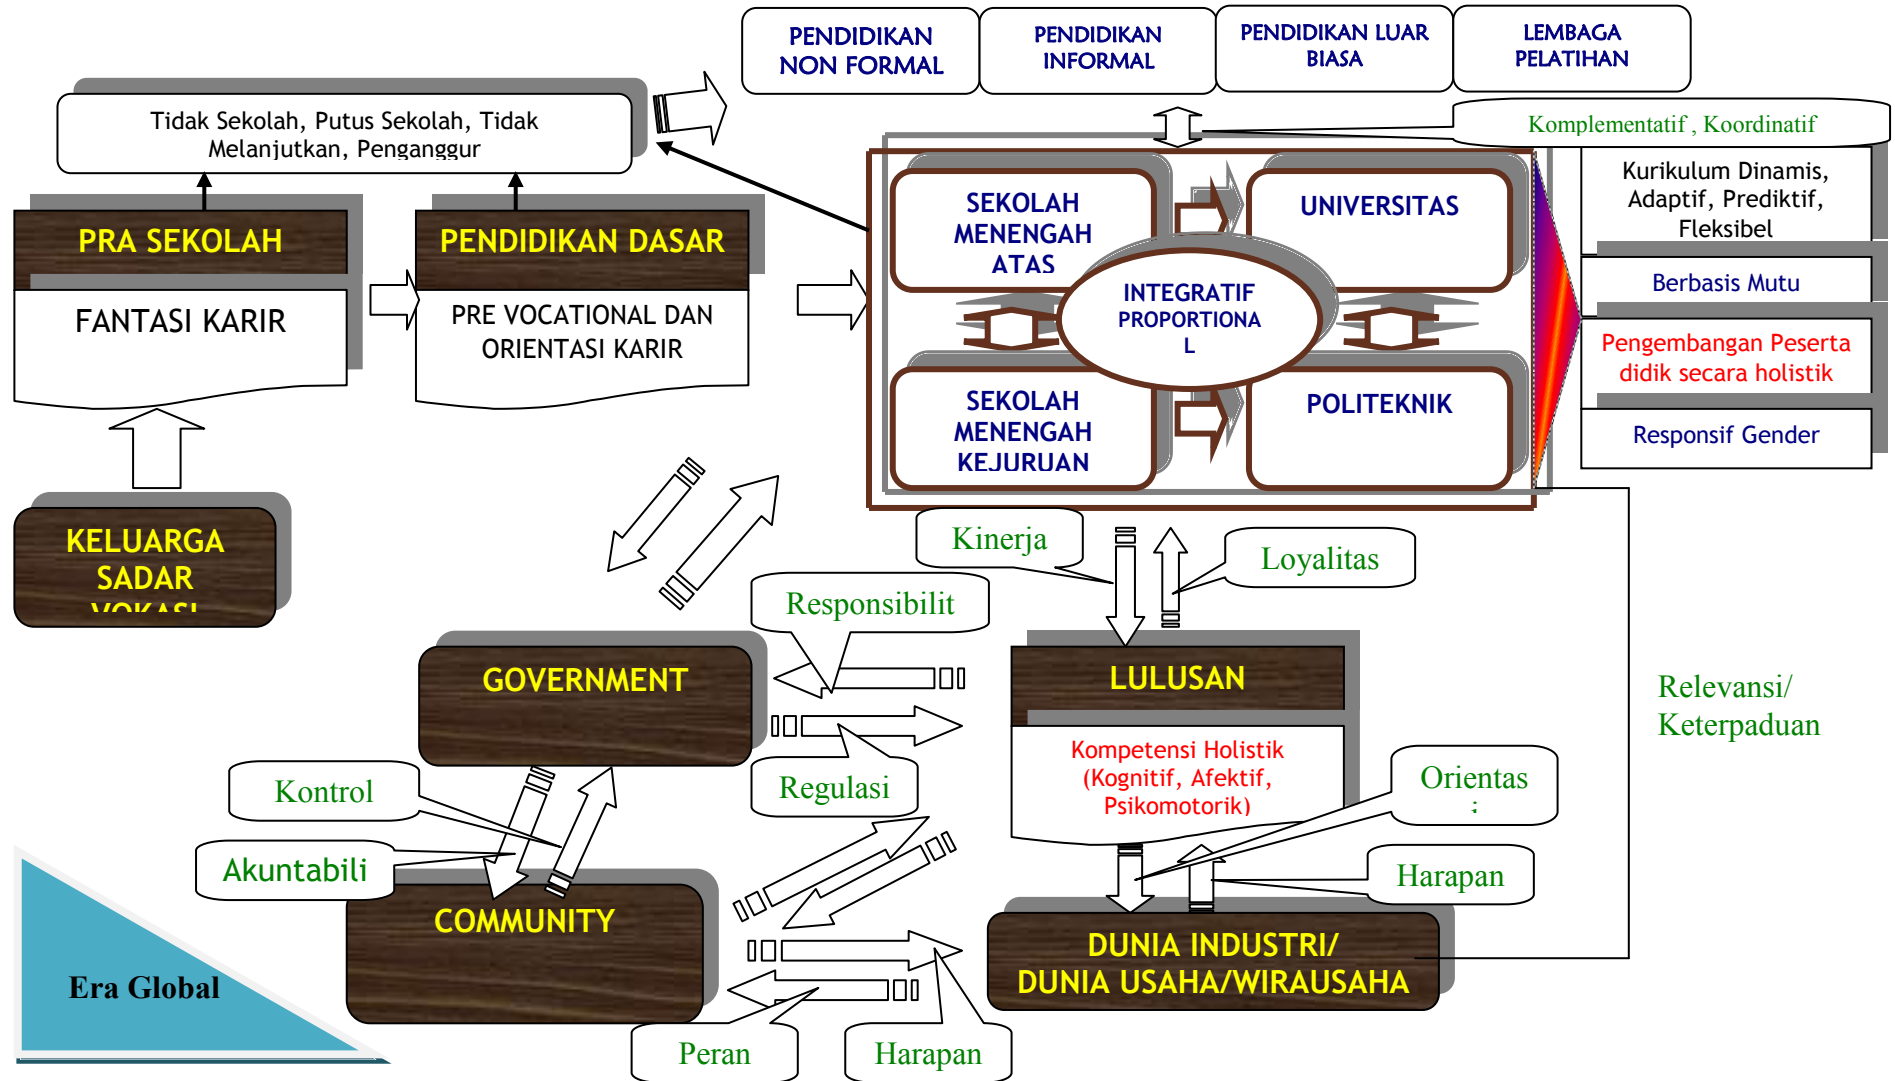 PENDIDIKAN
NON FORMAL
PENDIDIKAN
INFORMAL
PENDIDIKAN LUAR
BIASA
LEMBAGA
PELATIHAN
Tidak Sekolah, Putus Sekolah, Tidak
Melanjutkan, Penganggur
Komplementatif , Koordinatif
PRA SEKOLAH
FANTASI KARIR
PENDIDIKAN DASAR
PRE VOCATIONAL DAN
ORIENTASI KARIR
SEKOLAH
MENENGAH
ATAS
UNIVERSITAS
INTEGRATIF
PROPORTIONA
L
SEKOLAH
MENENGAH
KEJURUAN
POLITEKNIK
Kurikulum Dinamis,
Adaptif, Prediktif,
Fleksibel
Berbasis Mutu
Pengembangan Peserta
didik secara holistik
Responsif Gender
KELUARGA
SADAR
VOKASI
Kinerja
Loyalitas
Responsibilit
GOVERNMENT
LULUSAN
Kompetensi Holistik
(Kognitif, Afektif,
Psikomotorik)
Relevansi/
Keterpaduan
Kontrol
Regulasi
Orientas
i
Akuntabili
Harapan
COMMUNITY
DUNIA INDUSTRI/
DUNIA USAHA/WIRAUSAHA
Era Global
Peran
Harapan